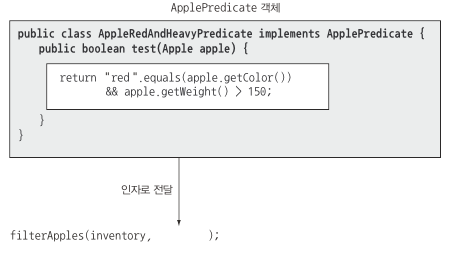 ApplePredicate 객체
public class AppleRedAndHeavyPredicate implements ApplePredicate {
public boolean test(Apple apple) {
return "red".equals(apple.getColor())
&& apple.getWeight() > 150;
}
}
인자로 전달
filterApples(inventory, );